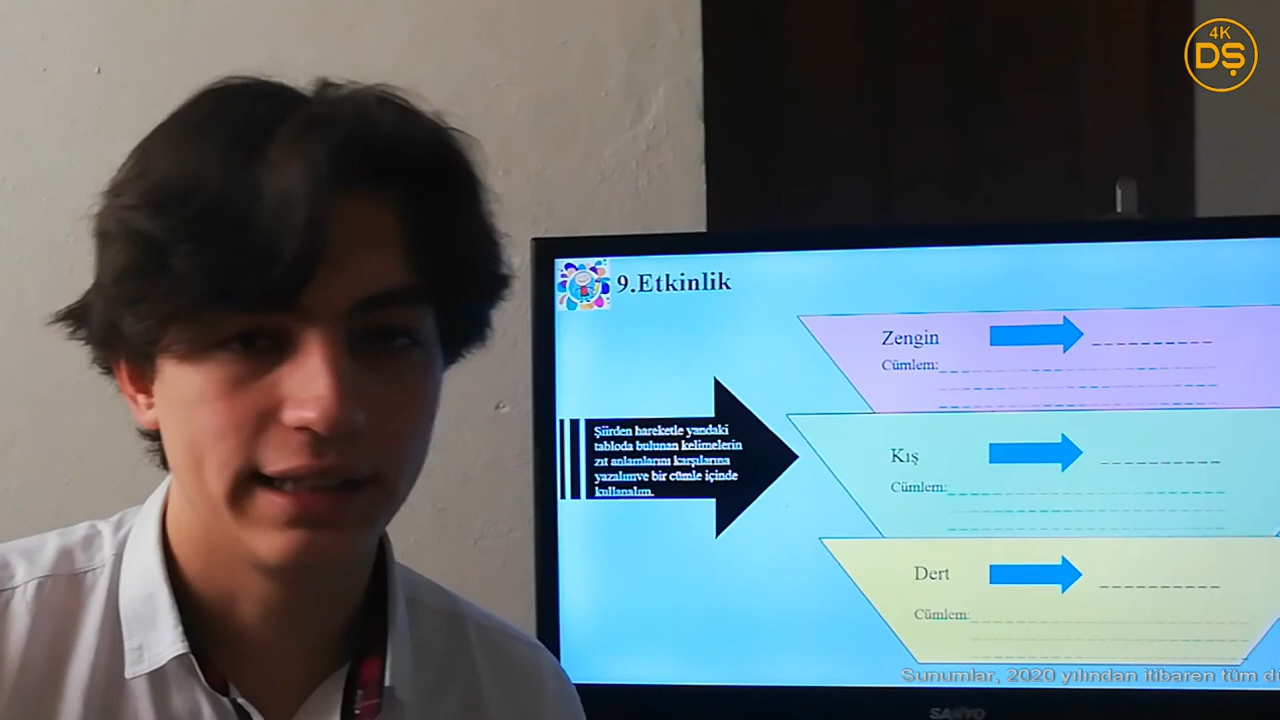 4K
DŞ
9.Etkinlik
Zengin
Cümlem:
Şiirden hareketle yandaki
tabloda bulunan kelimelerin
zıt anlamlarını karşılarına
yazalımve bir cümle içinde
kullanalım.
Kış
Cümlem:
Dert
Cümlem:
Sunumlar, 2020 yılından itibaren tüm
SANYO